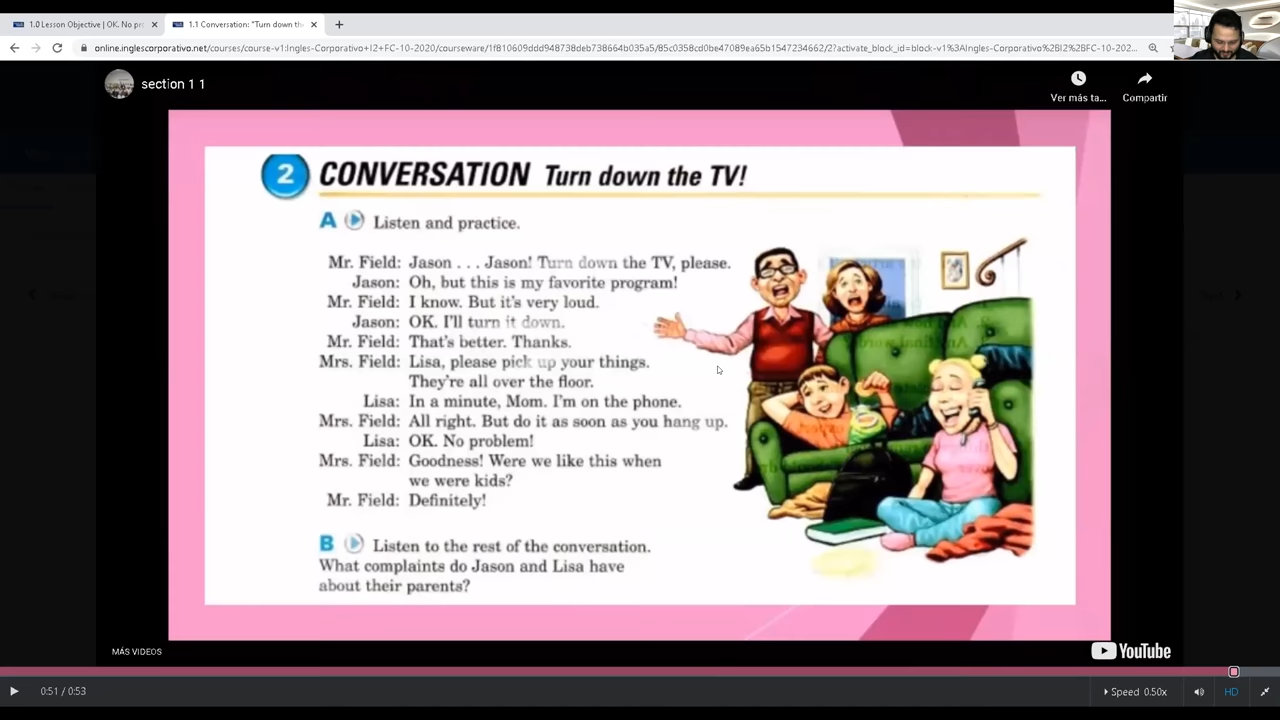 1.0 Lesson Objective | OK. No pro
1.1 Conversation: "Turn down th
online.inglescorporativo.net/courses/course-v1:Ingles-Corporativo+I2+FC-10-2020/courseware/1f810609ddd948738deb738664b035a5/85c0358cd0be47089ea65b1547234662/2?activate_block_id=block-v1%3AIngles-Corporativo%2BI2%2BFC-10-202...
section 1 1
Ver más ta...
Compartir
2 CONVERSATION Turn down the TV!
A Listen and practice.
Mr. Field: Jason . . . Jason! Turn down the TV, please.
Jason: Oh, but this is my favorite program!
Mr. Field: I know. But it's very loud.
Jason: OK. I'll turn it down.
Mr. Field: That's better. Thanks.
Mrs. Field: Lisa, please pick up your things.
They're all over the floor.
Lisa: In a minute, Mom. I'm on the phone.
Mrs. Field: All right. But do it as soon as you hang up.
Lisa: OK. No problem!
Mrs. Field: Goodness! Were we like this when
we were kids?
Mr. Field: Definitely!
B Listen to the rest of the conversation.
What complaints do Jason and Lisa have
about their parents?
MÁS VIDEOS
YouTube
0:51 / 0:53
Speed 0.50x
HD